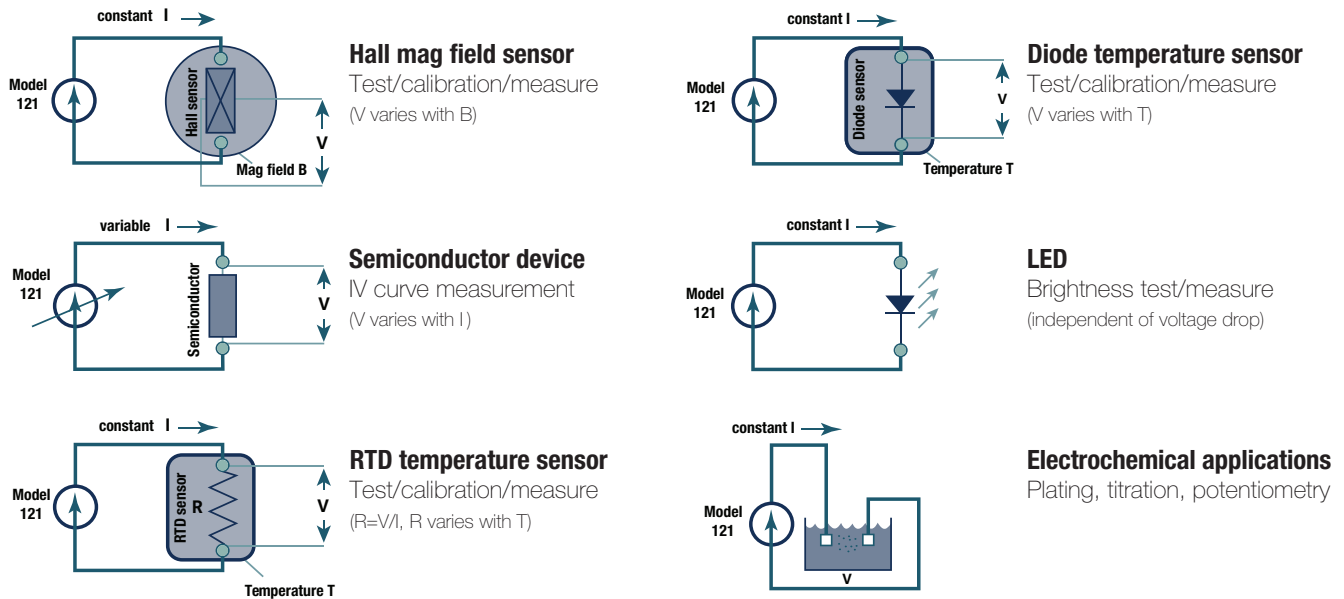 constant I
Model
121
Hall sensor
V
Mag field B
Hall mag field sensor
Test/calibration/measure
(V varies with B)
constant I
Model
121
Diode sensor
V
Temperature T
Diode temperature sensor
Test/calibration/measure
(V varies with T)
variable I
Model
121
Semiconductor
V
Semiconductor device
IV curve measurement
(V varies with I)
constant I
Model
121
LED
Brightness test/measure
(independent of voltage drop)
constant I
Model
121
RTD sensor
R
V
Temperature T
RTD temperature sensor
Test/calibration/measure
(R=V/I, R varies with T)
constant I
Model
121
V
Electrochemical applications
Plating, titration, potentiometry